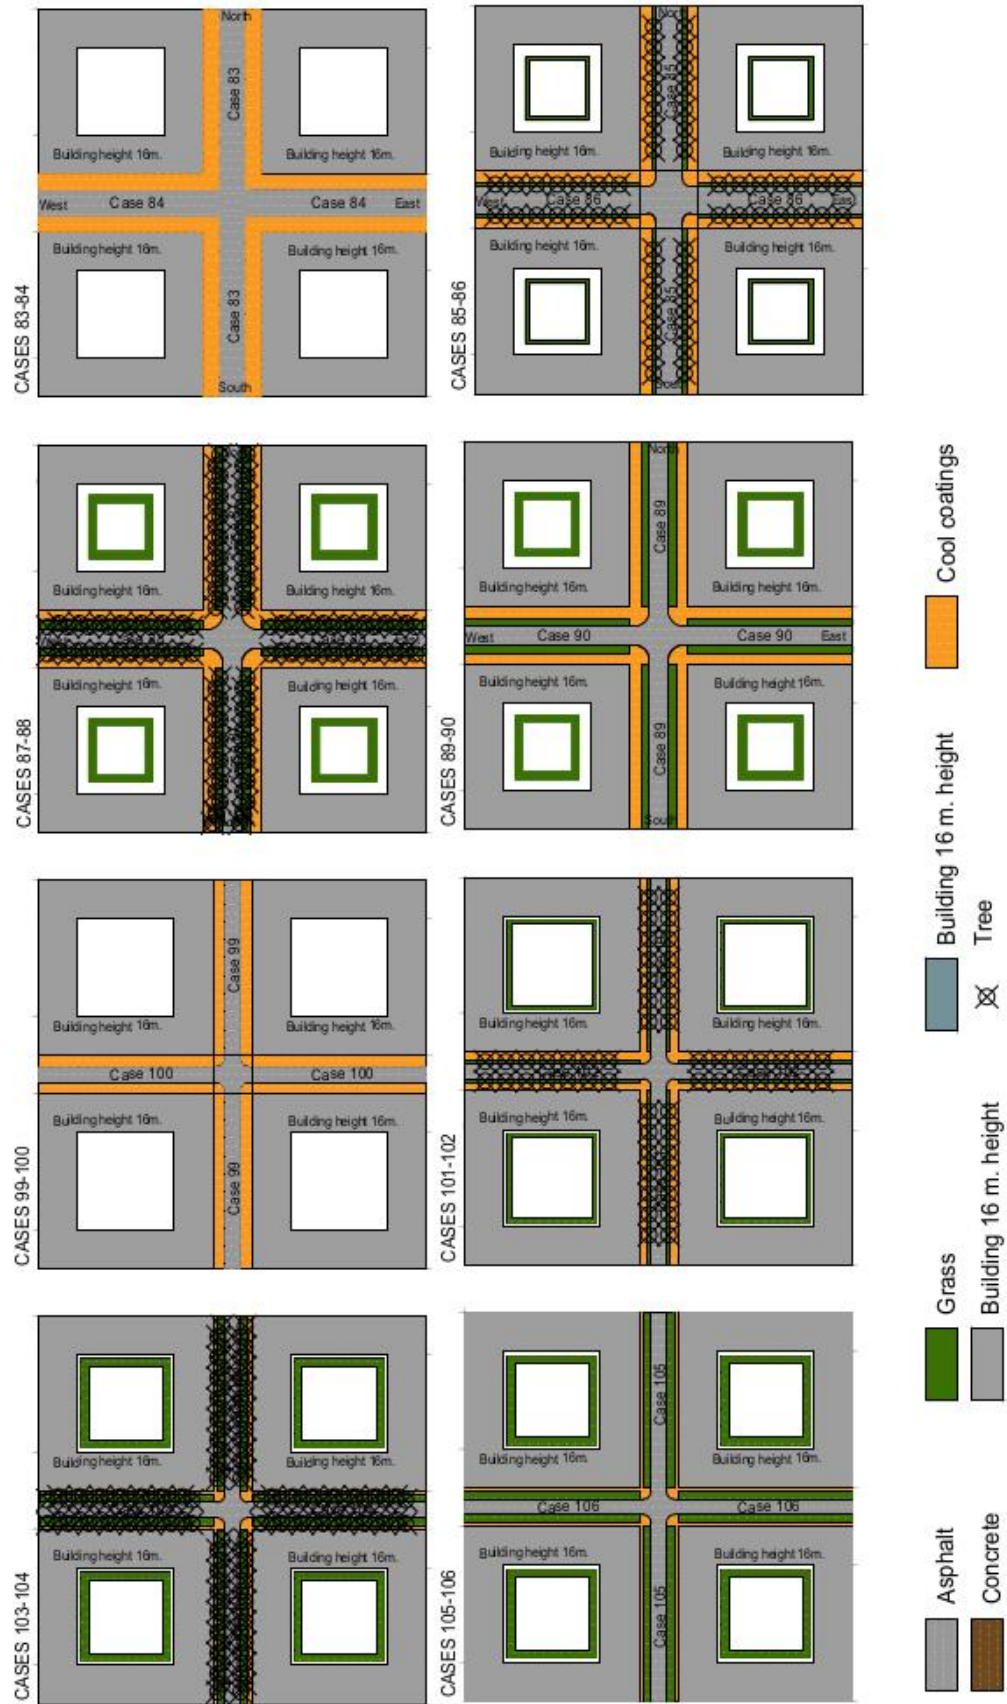 CASES 83-84
North
Case 83
Building height 16m.
Building height 16m.
West Case 84 Case 84 East
Building height 16m.
Building height 16m.
Case 83
South
CASES 85-86
North
Case 85
Building height 16m.
Building height 16m.
West Case 86 Case 86 East
Building height 16m.
Building height 16m.
Case 85
South
CASES 87-88
Building height 16m.
Building height 16m.
Building height 16m.
Building height 16m.
CASES 89-90
North
Case 89
Building height 16m.
Building height 16m.
West Case 90 Case 90 East
Building height 16m.
Building height 16m.
Case 89
South
CASES 99-100
Case 99
Building height 16m.
Building height 16m.
Case 100 Case 100
Building height 16m.
Building height 16m.
Case 99
CASES 101-102
Building height 16m.
Building height 16m.
Building height 16m.
Building height 16m.
CASES 103-104
Building height 16m.
Building height 16m.
Building height 16m.
Building height 16m.
CASES 105-106
Case 105
Building height 16m.
Building height 16m.
Case 106 Case 106
Building height 16m.
Building height 16m.
Case 105
Asphalt
Grass
Building 16 m. height
Cool coatings
Concrete
Building 16 m. height
Tree